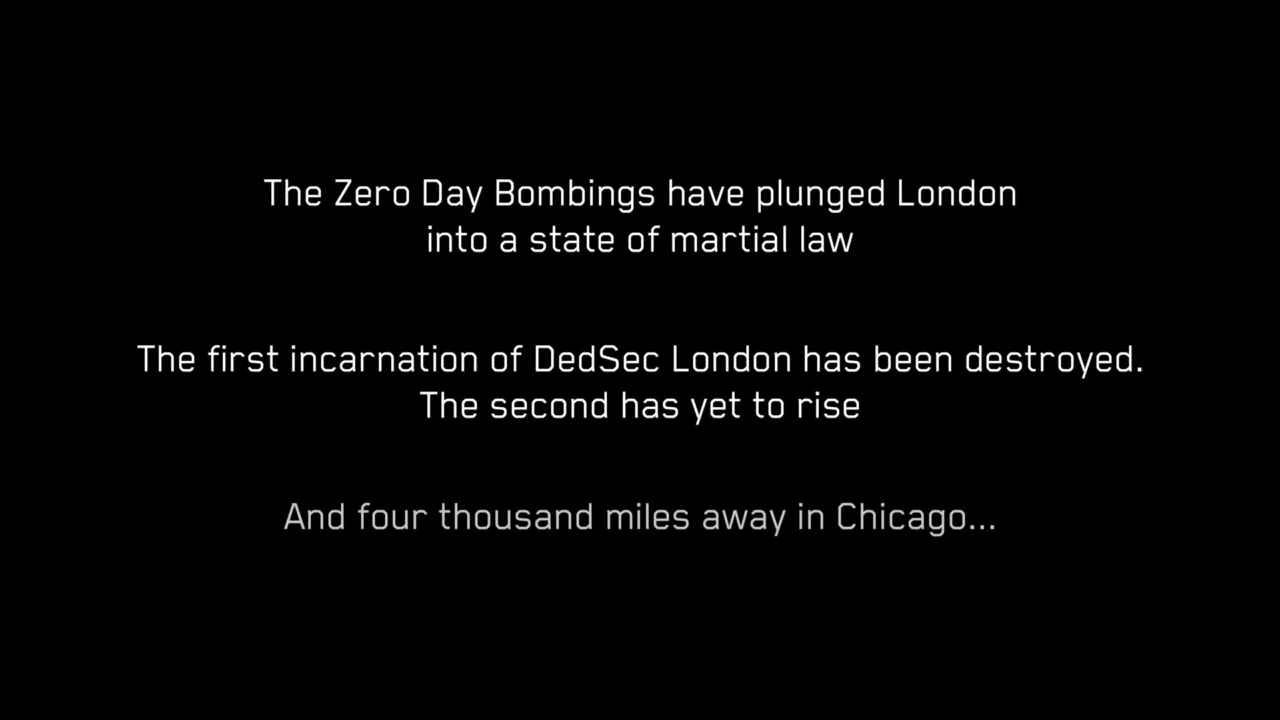 The Zero Day Bombings have plunged London
into a state of martial law
The first incarnation of DedSec London has been destroyed.
The second has yet to rise
And four thousand miles away in Chicago...